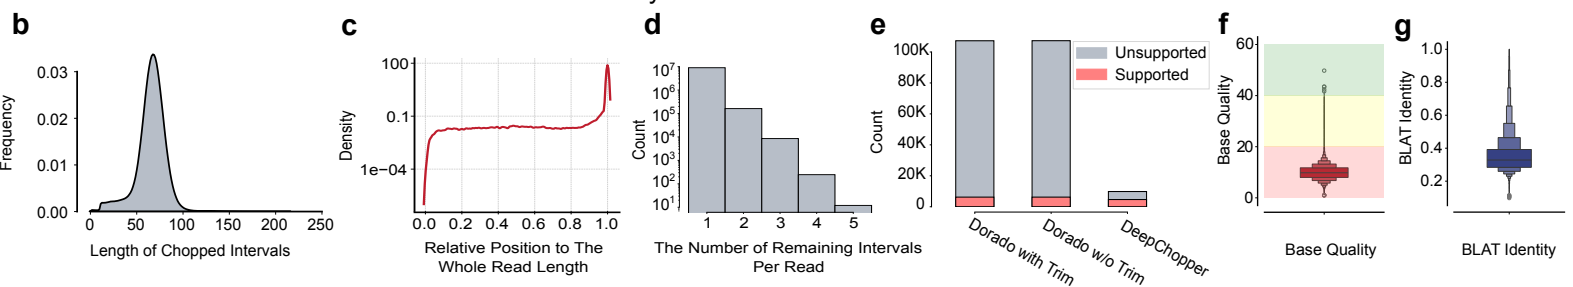 b
Frequency
0.03
0.02
0.01
0.00
0 50 100 150 200 250
Length of Chopped Intervals
c
Density
100
0.1
1e−04
0.0 0.2 0.4 0.6 0.8 1.0
Relative Position to The
Whole Read Length
d
Count
10⁷
10⁶
10⁵
10⁴
10³
10²
10¹
1 2 3 4 5
The Number of Remaining Intervals
Per Read
e
Count
100K
80K
60K
40K
20K
0
Unsupported
Supported
Dorado with Trim
Dorado w/o Trim
DeepChopper
f
Base Quality
60
40
20
0
Base Quality
g
BLAT Identity
1.0
0.8
0.6
0.4
0.2
BLAT Identity